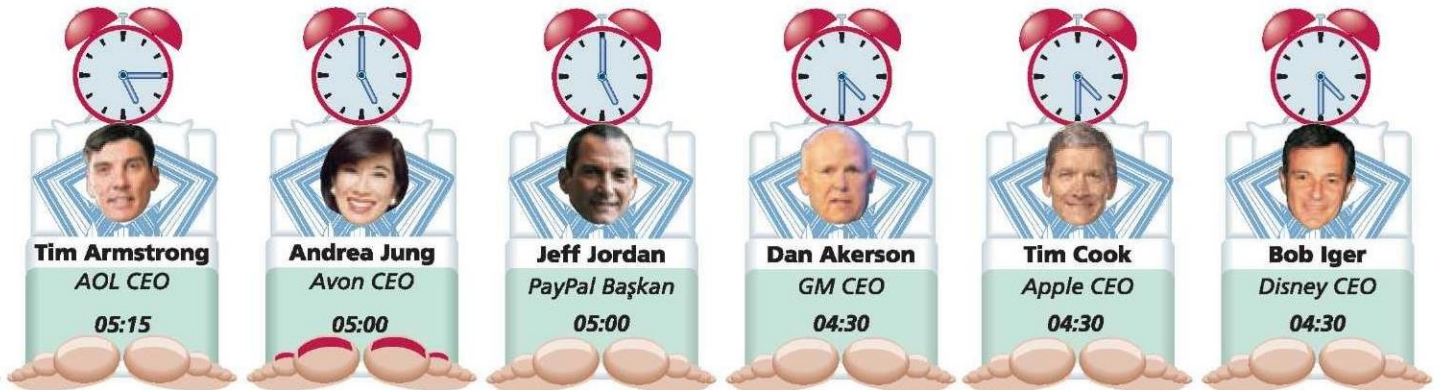 Tim Armstrong
AOL CEO
05:15
Andrea Jung
Avon CEO
05:00
Jeff Jordan
PayPal Başkan
05:00
Dan Akerson
GM CEO
04:30
Tim Cook
Apple CEO
04:30
Bob Iger
Disney CEO
04:30